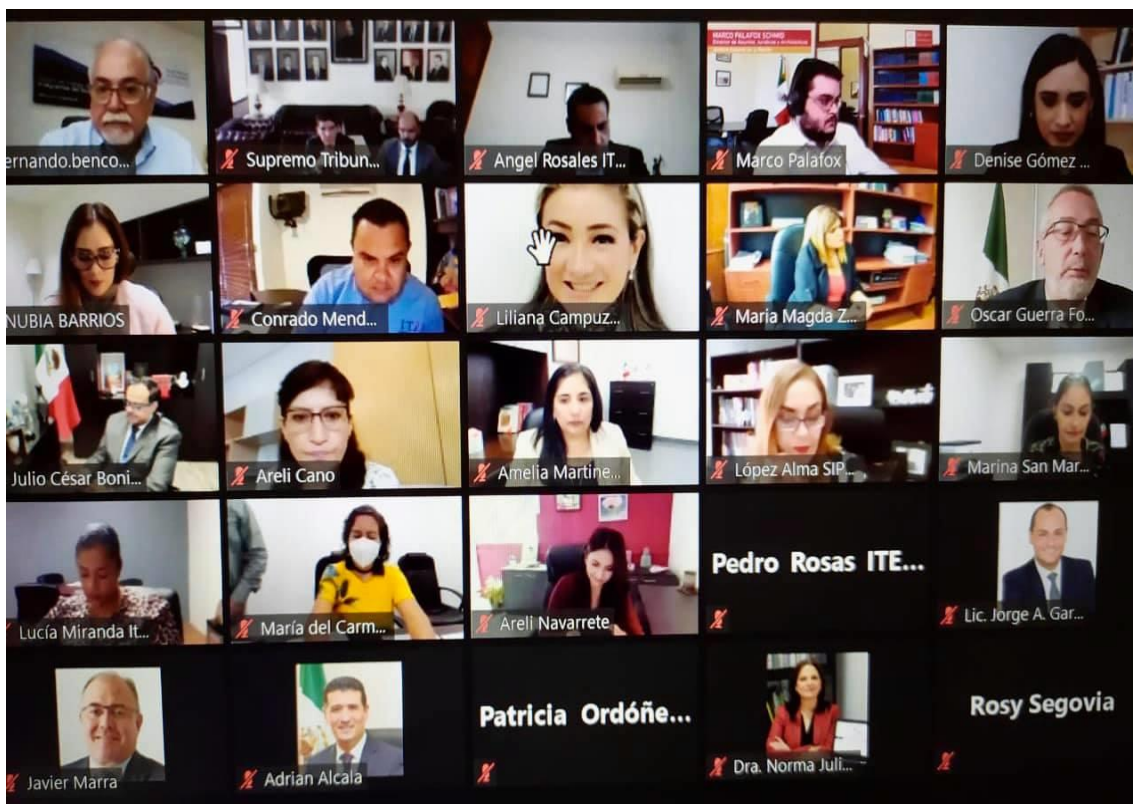 ernando.benco...
Supremo Tribun...
Angel Rosales IT...
MARCO PALAFOX SCHMID
Marco Palafox
Denise Gómez ...
NUBIA BARRIOS
Conrado Mend...
Liliana Campuz...
Maria Magda Z...
Oscar Guerra Fo...
Julio César Boni...
Areli Cano
Amelia Martine...
López Alma SIP...
Marina San Mar...
Lucía Miranda It...
María del Carm...
Areli Navarrete
Pedro Rosas ITE...
Lic. Jorge A. Gar...
Javier Marra
Adrian Alcala
Patricia Ordóñe...
Dra. Norma Juli...
Rosy Segovia